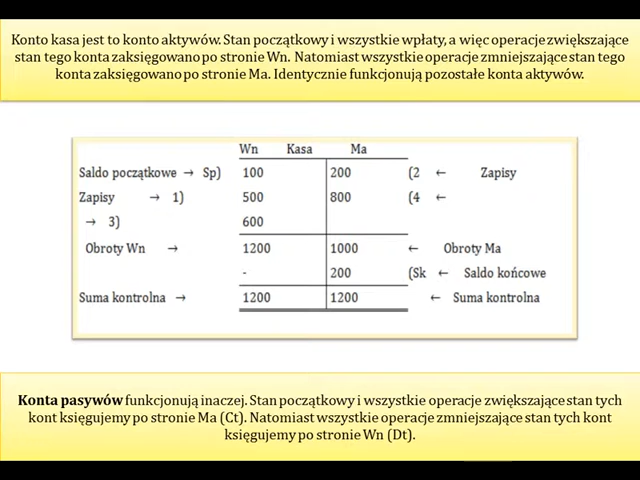 Konto kasa jest to konto aktywów. Stan początkowy i wszystkie wpłaty, a więc operacje zwiększające
stan tego konta zaksięgowano po stronie Wn. Natomiast wszystkie operacje zmniejszające stan tego
konta zaksięgowano po stronie Ma. Identycznie funkcjonują pozostałe konta aktywów.
Wn Kasa Ma
Saldo początkowe → Sp) 100 200 (2 ← Zapisy
Zapisy → 1) 500 800 (4 ←
→ 3) 600
Obroty Wn → 1200 1000 ← Obroty Ma
- 200 (Sk ← Saldo końcowe
Suma kontrolna → 1200 1200 ← Suma kontrolna
Konta pasywów funkcjonują inaczej. Stan początkowy i wszystkie operacje zwiększające stan tych
kont księgujemy po stronie Ma (Ct). Natomiast wszystkie operacje zmniejszające stan tych kont
księgujemy po stronie Wn (Dt).